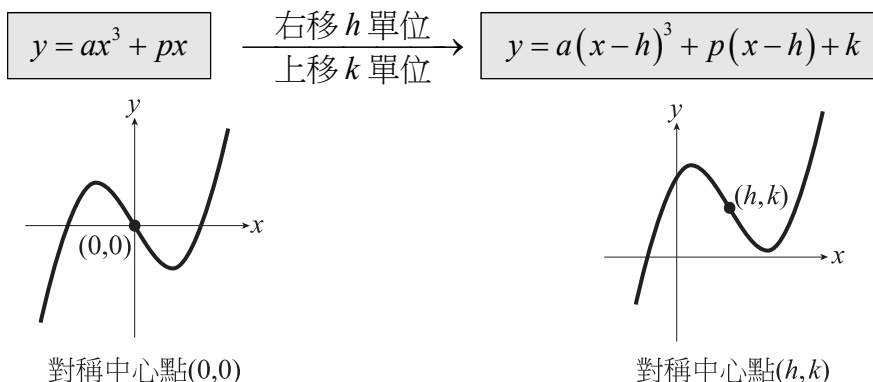 y = ax³ + px
右移 h 單位
上移 k 單位
y = a(x−h)³ + p(x−h) + k
y
x
(0,0)
對稱中心點(0,0)
y
(h,k)
x
對稱中心點(h,k)